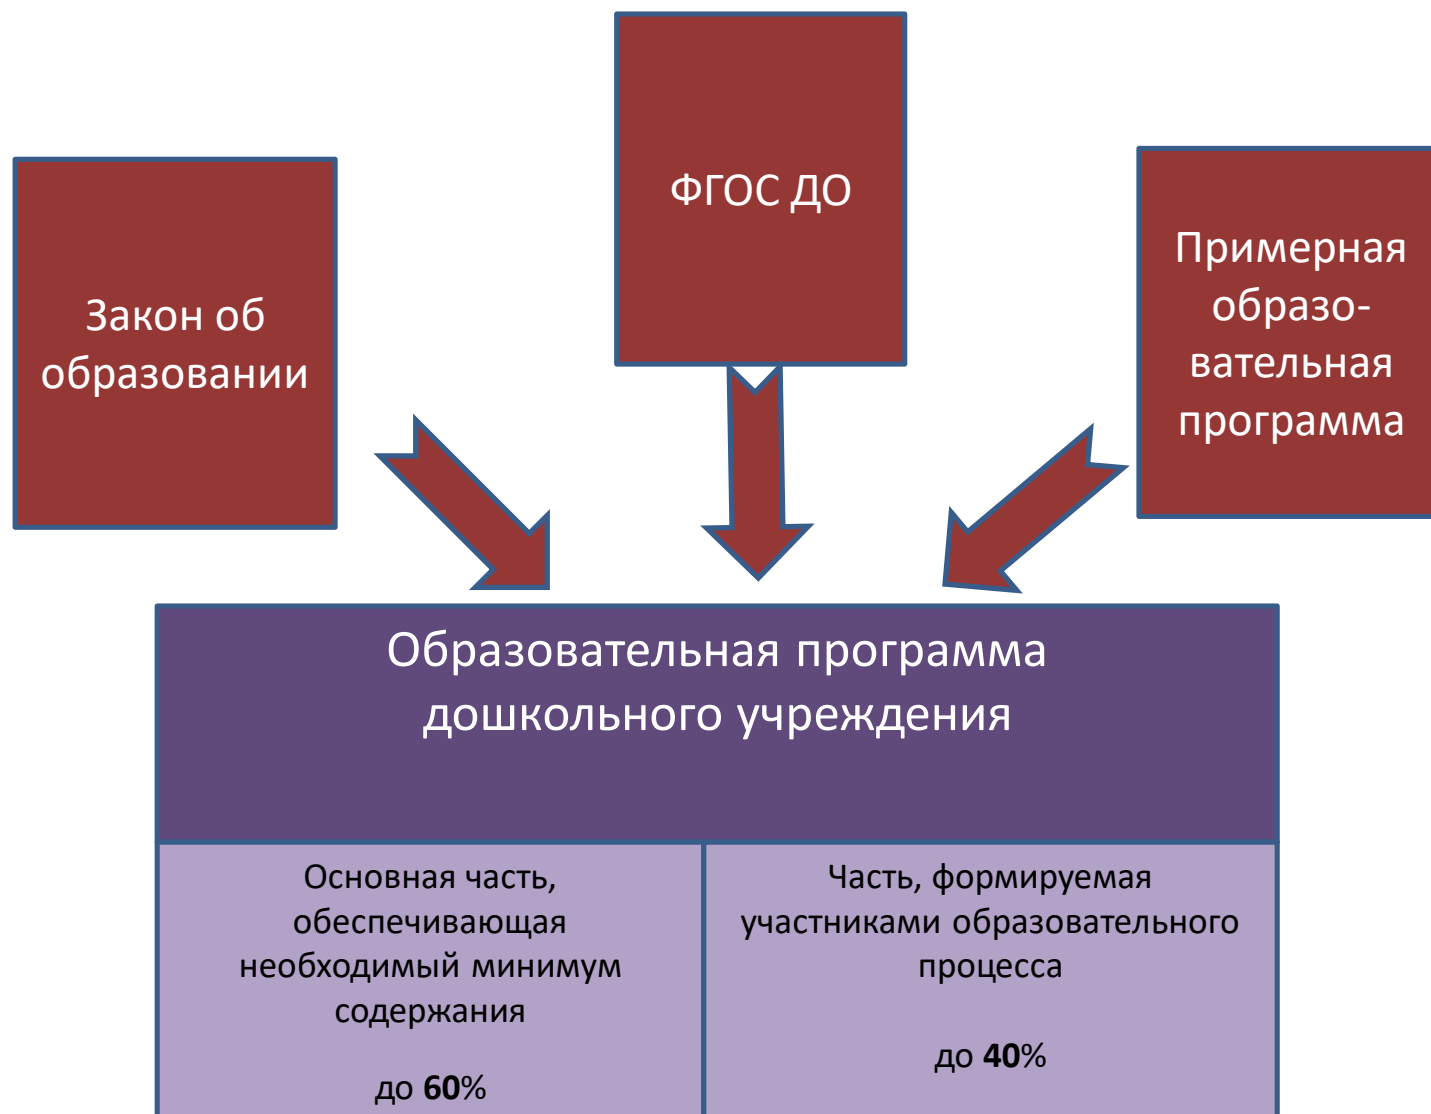 ФГОС ДО
Закон об
образовании
Примерная
образо-
вательная
программа
Образовательная программа
дошкольного учреждения
Основная часть,
обеспечивающая
необходимый минимум
содержания
до 60%
Часть, формируемая
участниками образовательного
процесса
до 40%